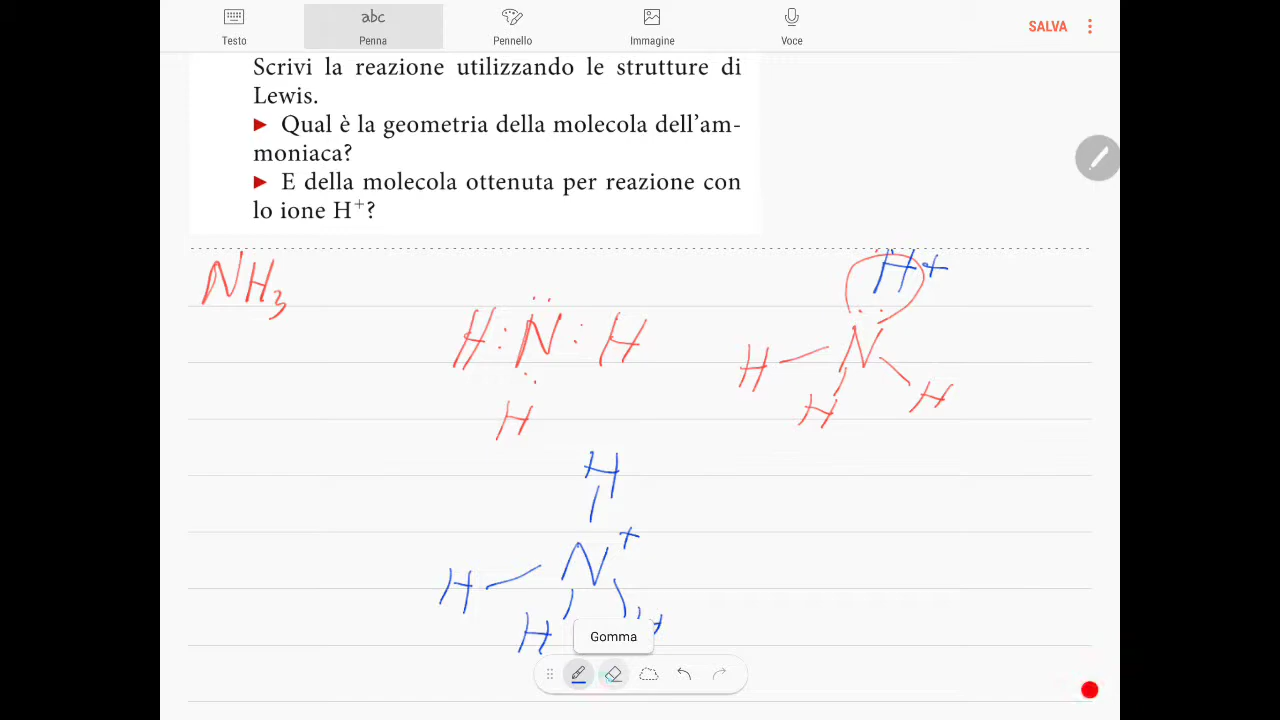 Testo
abc
Penna
Pennello
Immagine
Voce
SALVA
Scrivi la reazione utilizzando le strutture di
Lewis.
► Qual è la geometria della molecola dell'am-
moniaca?
► E della molecola ottenuta per reazione con
lo ione H⁺?
NH₃
H : N̈ : H
..
H
H+
..
H — N
H H
H
N⁺
H
H H
Gomma